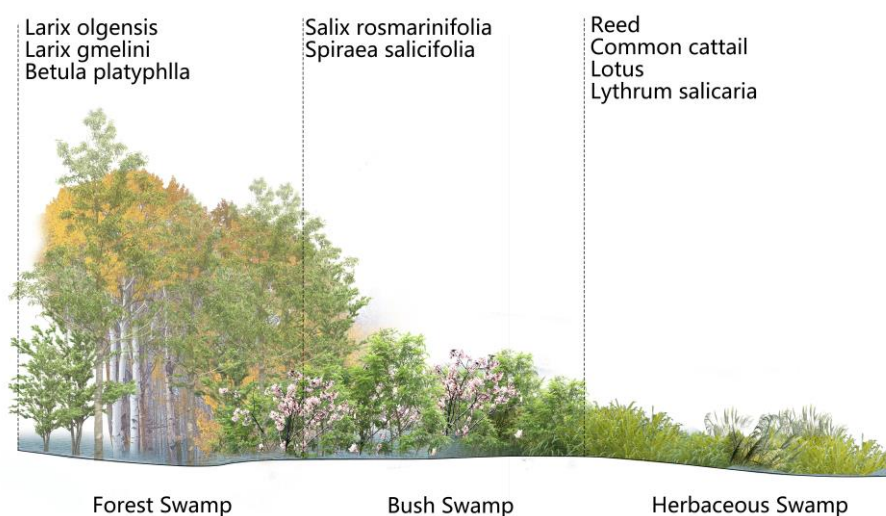 Larix olgensis
Larix gmelini
Betula platyphlla
Salix rosmarinifolia
Spiraea salicifolia
Reed
Common cattail
Lotus
Lythrum salicaria
Forest Swamp
Bush Swamp
Herbaceous Swamp